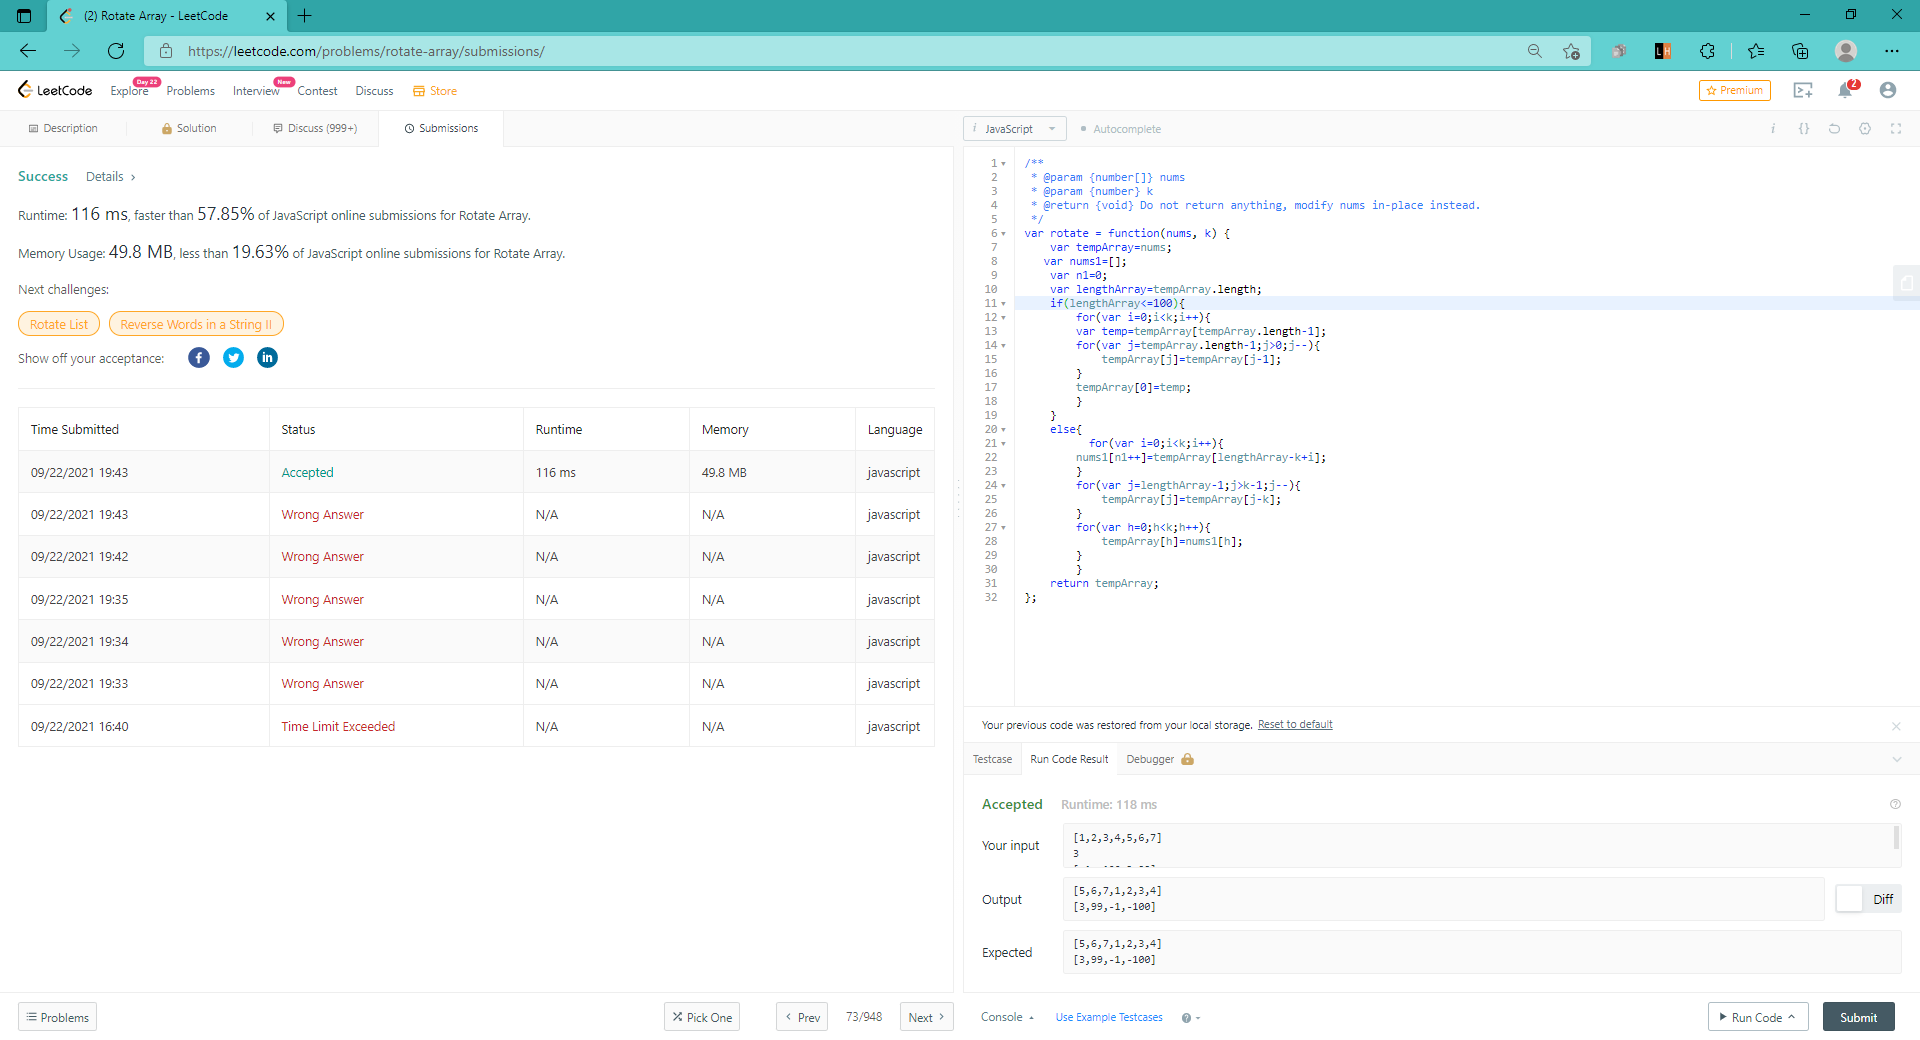 (2) Rotate Array - LeetCode
https://leetcode.com/problems/rotate-array/submissions/
LeetCode Explore Day 22 Problems Interview New Contest Discuss Store Premium 2
Description Solution Discuss (999+) Submissions
JavaScript Autocomplete
Success Details
Runtime: 116 ms, faster than 57.85% of JavaScript online submissions for Rotate Array.
Memory Usage: 49.8 MB, less than 19.63% of JavaScript online submissions for Rotate Array.
Next challenges:
Rotate List Reverse Words in a String II
Show off your acceptance:
Time Submitted Status Runtime Memory Language
09/22/2021 19:43 Accepted 116 ms 49.8 MB javascript
09/22/2021 19:43 Wrong Answer N/A N/A javascript
09/22/2021 19:42 Wrong Answer N/A N/A javascript
09/22/2021 19:35 Wrong Answer N/A N/A javascript
09/22/2021 19:34 Wrong Answer N/A N/A javascript
09/22/2021 19:33 Wrong Answer N/A N/A javascript
09/22/2021 16:40 Time Limit Exceeded N/A N/A javascript
1 /**
2 * @param {number[]} nums
3 * @param {number} k
4 * @return {void} Do not return anything, modify nums in-place instead.
5 */
6 var rotate = function(nums, k) {
7 var tempArray=nums;
8 var nums1=[];
9 var n1=0;
10 var lengthArray=tempArray.length;
11 if(lengthArray<=100){
12 for(var i=0;i<k;i++){
13 var temp=tempArray[tempArray.length-1];
14 for(var j=tempArray.length-1;j>0;j--){
15 tempArray[j]=tempArray[j-1];
16 }
17 tempArray[0]=temp;
18 }
19 }
20 else{
21 for(var i=0;i<k;i++){
22 nums1[n1++]=tempArray[lengthArray-k+i];
23 }
24 for(var j=lengthArray-1;j>k-1;j--){
25 tempArray[j]=tempArray[j-k];
26 }
27 for(var h=0;h<k;h++){
28 tempArray[h]=nums1[h];
29 }
30 }
31 return tempArray;
32 };
Your previous code was restored from your local storage. Reset to default
Testcase Run Code Result Debugger
Accepted Runtime: 118 ms
Your input
[1,2,3,4,5,6,7]
3
Output
[5,6,7,1,2,3,4]
[3,99,-1,-100]
Diff
Expected
[5,6,7,1,2,3,4]
[3,99,-1,-100]
Problems Pick One Prev 73/948 Next Console Use Example Testcases Run Code Submit